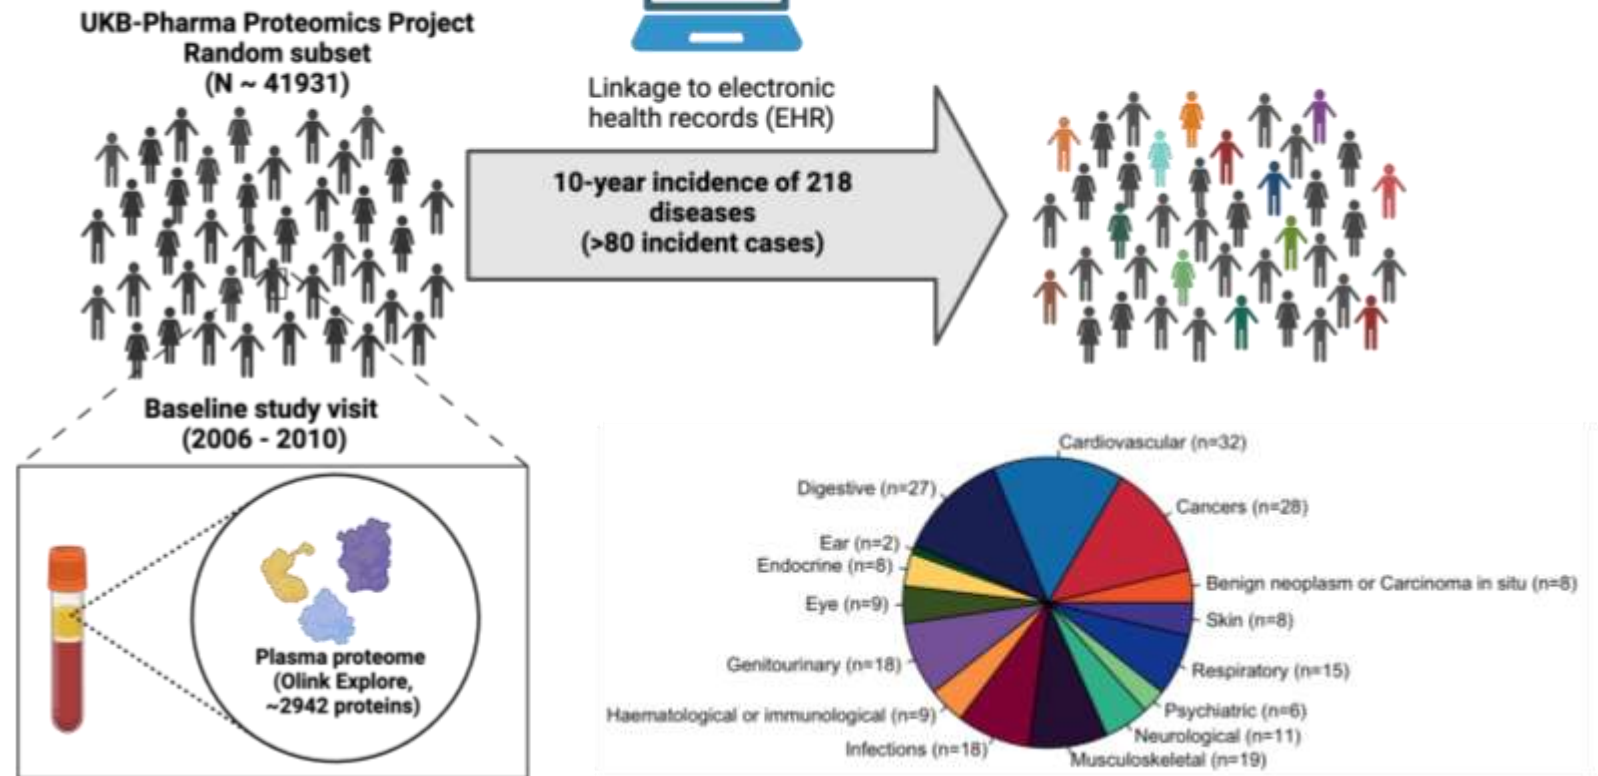 UKB-Pharma Proteomics Project
Random subset
(N ~ 41931)
Linkage to electronic
health records (EHR)
10-year incidence of 218
diseases
(>80 incident cases)
Baseline study visit
(2006 - 2010)
Plasma proteome
(Olink Explore,
~2942 proteins)
Cardiovascular (n=32)
Cancers (n=28)
Benign neoplasm or Carcinoma in situ (n=8)
Skin (n=8)
Respiratory (n=15)
Psychiatric (n=6)
Neurological (n=11)
Musculoskeletal (n=19)
Infections (n=18)
Haematological or immunological (n=9)
Genitourinary (n=18)
Eye (n=9)
Endocrine (n=8)
Ear (n=2)
Digestive (n=27)